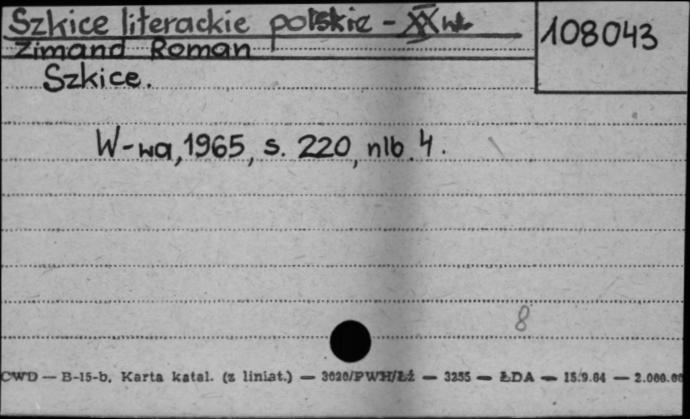 Szkice literackie polskie - XX wk
108043
Zimand Roman
Szkice.
W-wa, 1965, s. 220, nlb. 4.
8
CWD — B-15-b. Karta katal. (z liniat.) — 3020/PWH/Łż — 3255 — ŁDA — 15.9.64 — 2.000.00